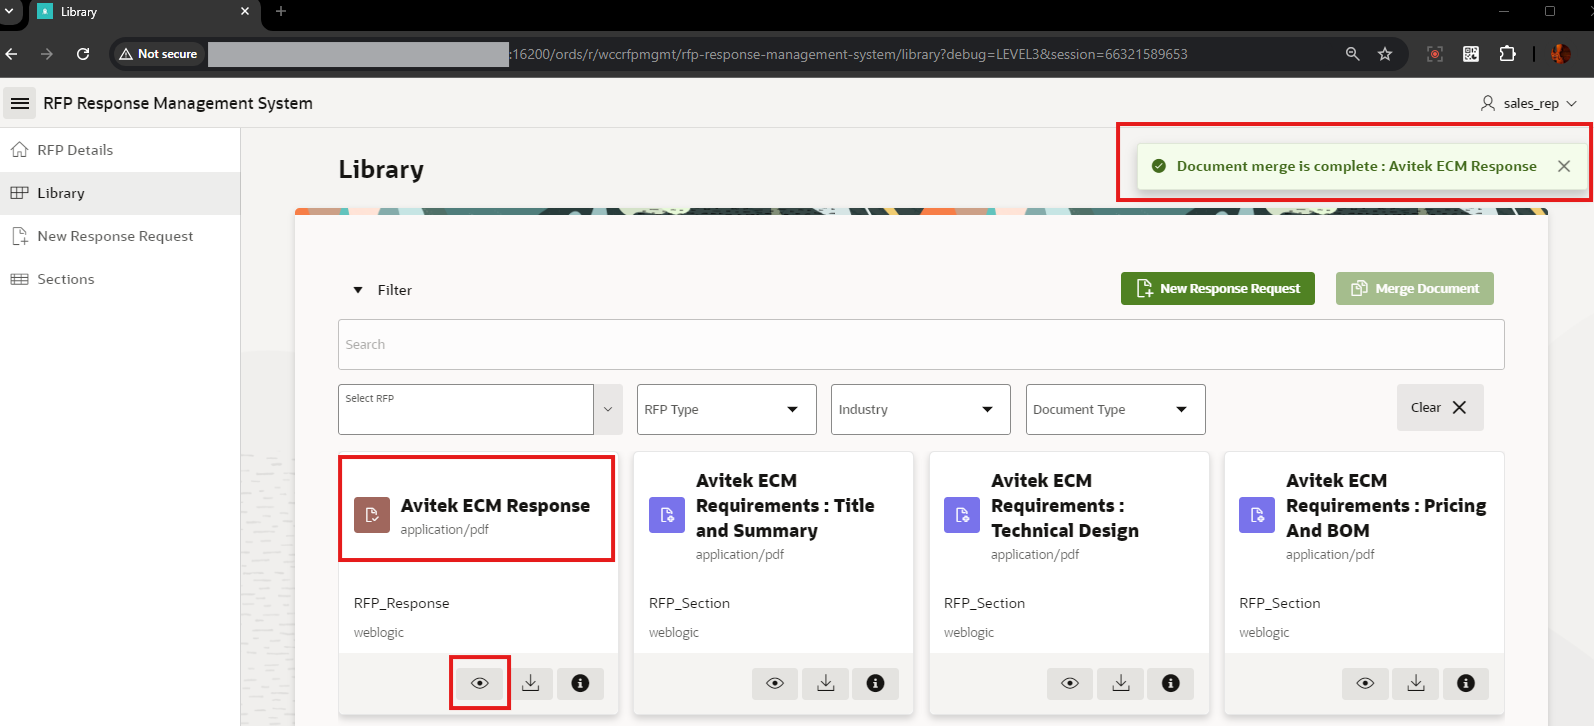 Library
Not secure
:16200/ords/r/wccrfpmgmt/rfp-response-management-system/library?debug=LEVEL3&session=66321589653
RFP Response Management System
sales_rep
RFP Details
Library
New Response Request
Sections
Library
Document merge is complete : Avitek ECM Response
Filter
New Response Request
Merge Document
Search
Select RFP
RFP Type
Industry
Document Type
Clear
Avitek ECM Response
application/pdf
RFP_Response
weblogic
Avitek ECM
Requirements : Title
and Summary
application/pdf
RFP_Section
weblogic
Avitek ECM
Requirements :
Technical Design
application/pdf
RFP_Section
weblogic
Avitek ECM
Requirements : Pricing
And BOM
application/pdf
RFP_Section
weblogic